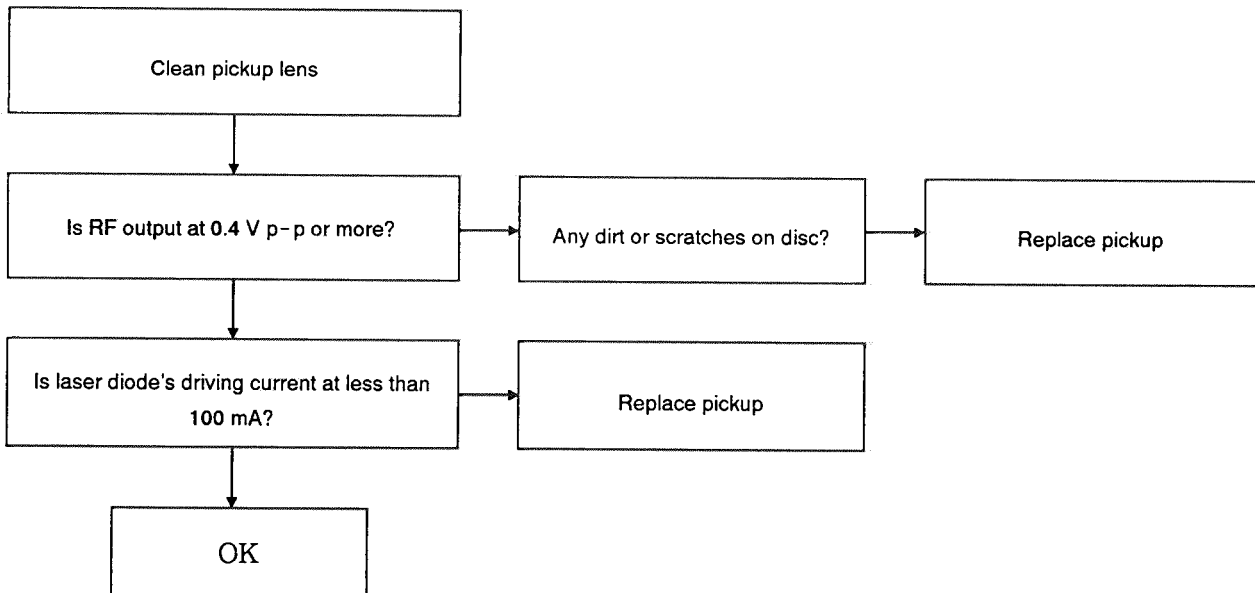 Clean pickup lens
Is RF output at 0.4 V p-p or more?
Any dirt or scratches on disc?
Replace pickup
Is laser diode's driving current at less than
100 mA?
Replace pickup
OK